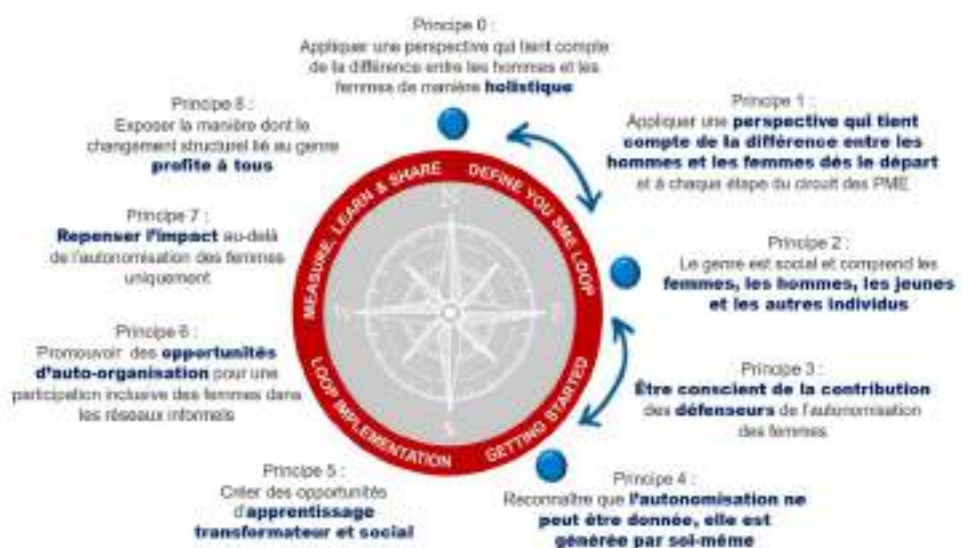 Principe 0 :
Appliquer une perspective qui tient compte
de la différence entre les hommes et les
femmes de manière holistique
Principe 1 :
Appliquer une perspective qui tient
compte de la différence entre les
hommes et les femmes dès le départ
et à chaque étape du circuit des PME
Principe 2 :
Le genre est social et comprend les
femmes, les hommes, les jeunes
et les autres individus
Principe 3 :
Être conscient de la contribution
des défenseurs de l'autonomisation
des femmes
Principe 4 :
Reconnaître que l'autonomisation ne
peut être donnée, elle est
générée par soi-même
Principe 5 :
Créer des opportunités
d'apprentissage
transformateur et social
Principe 6 :
Promouvoir des opportunités
d'auto-organisation pour une
participation inclusive des femmes dans
les réseaux informels
Principe 7 :
Repenser l'impact au-delà
de l'autonomisation des femmes
uniquement
Principe 8 :
Exposer la manière dont le
changement structurel lié au genre
profite à tous
DEFINE YOU SME LOOP
GETTING STARTED
LOOP IMPLEMENTATION
MEASURE, LEARN & SHARE
N
E
S
W